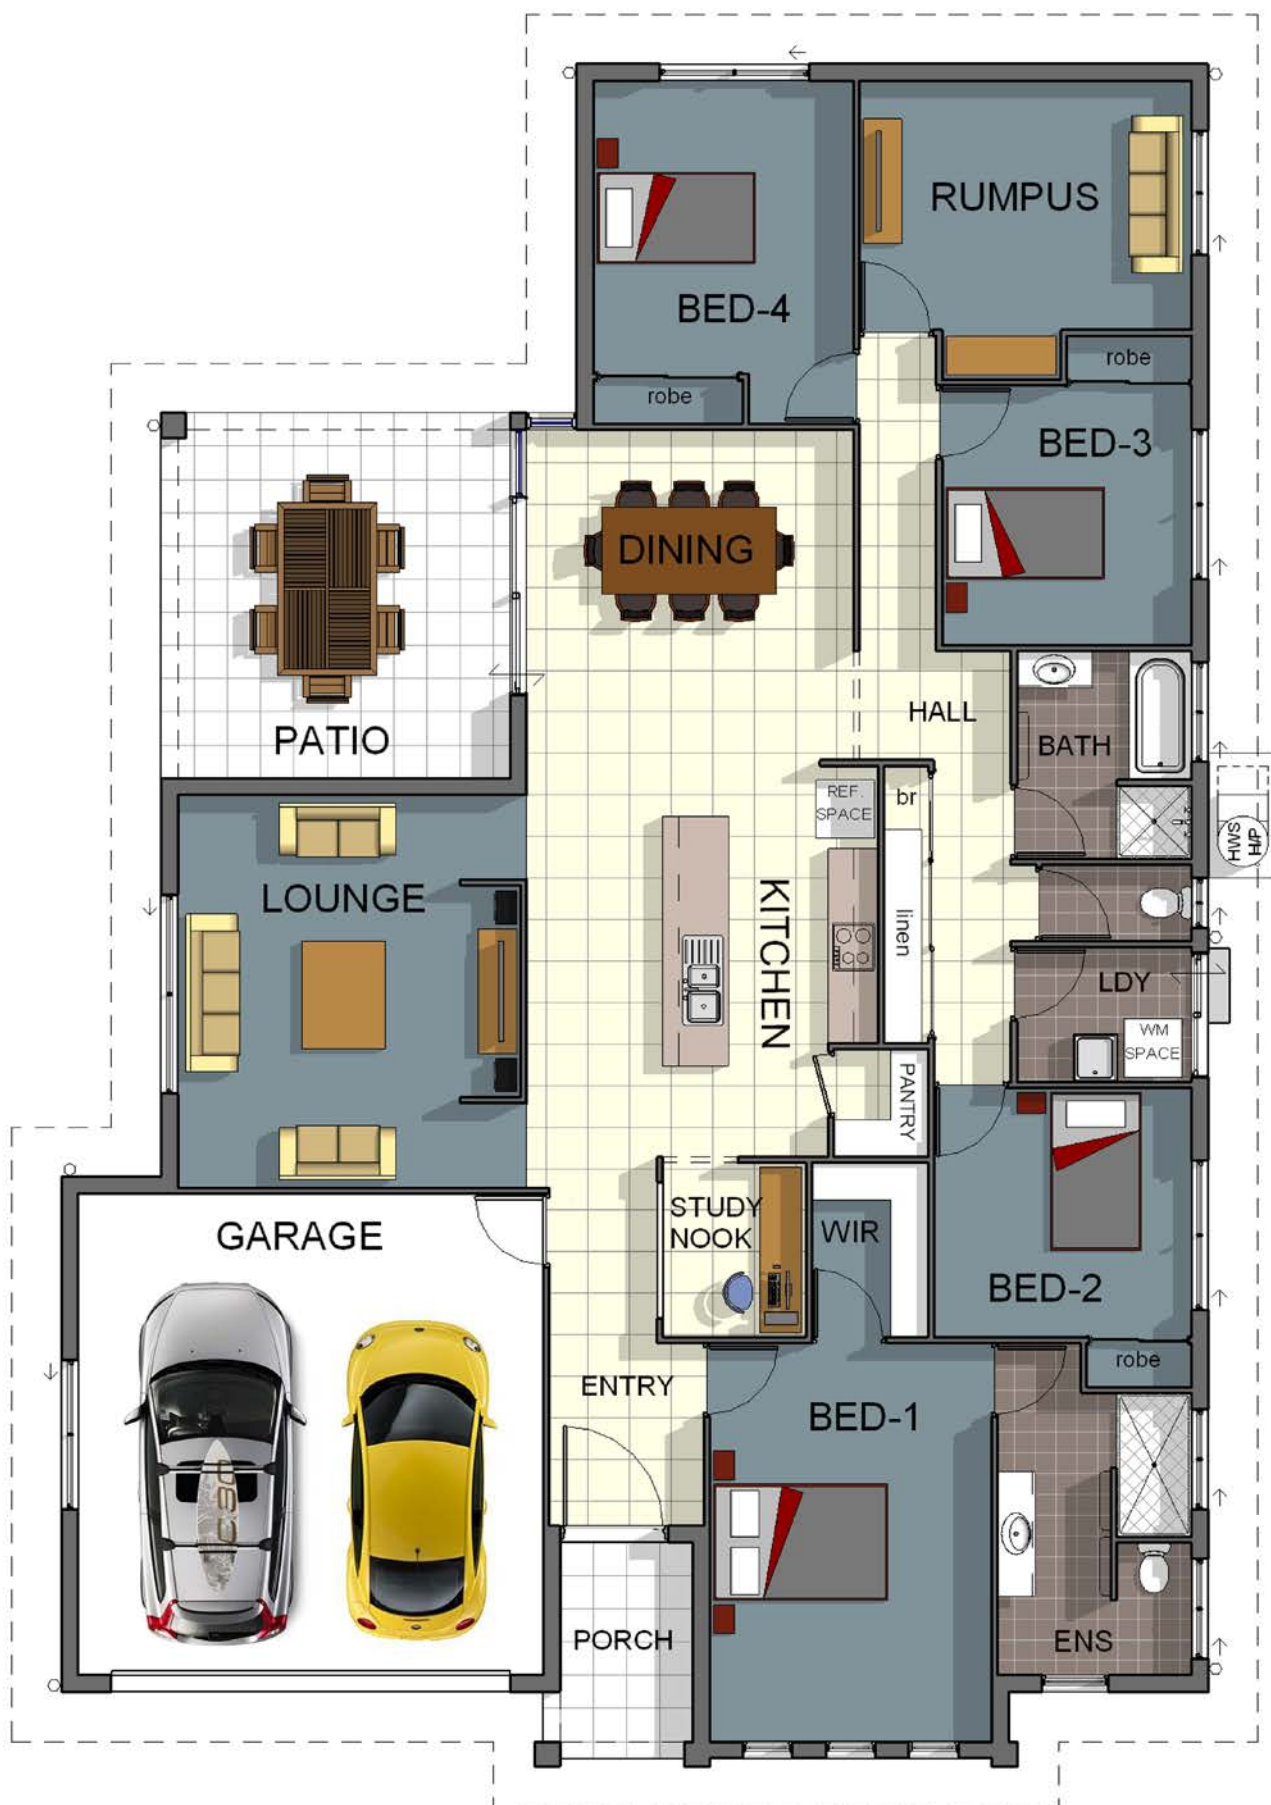 RUMPUS
BED-4
robe
robe
BED-3
DINING
HALL
PATIO
BATH
REF.
SPACE
br
HWS
H/P
LOUNGE
KITCHEN
linen
LDY
WM
SPACE
PANTRY
STUDY
NOOK
WIR
GARAGE
BED-2
robe
ENTRY
BED-1
C30
PORCH
ENS